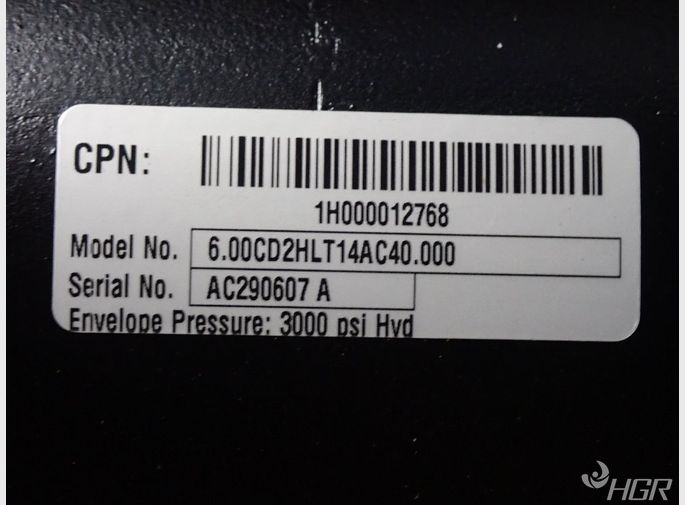 CPN:
1H000012768
Model No. 6.00CD2HLT14AC40.000
Serial No. AC290607 A
Envelope Pressure: 3000 psi Hyd
HGR